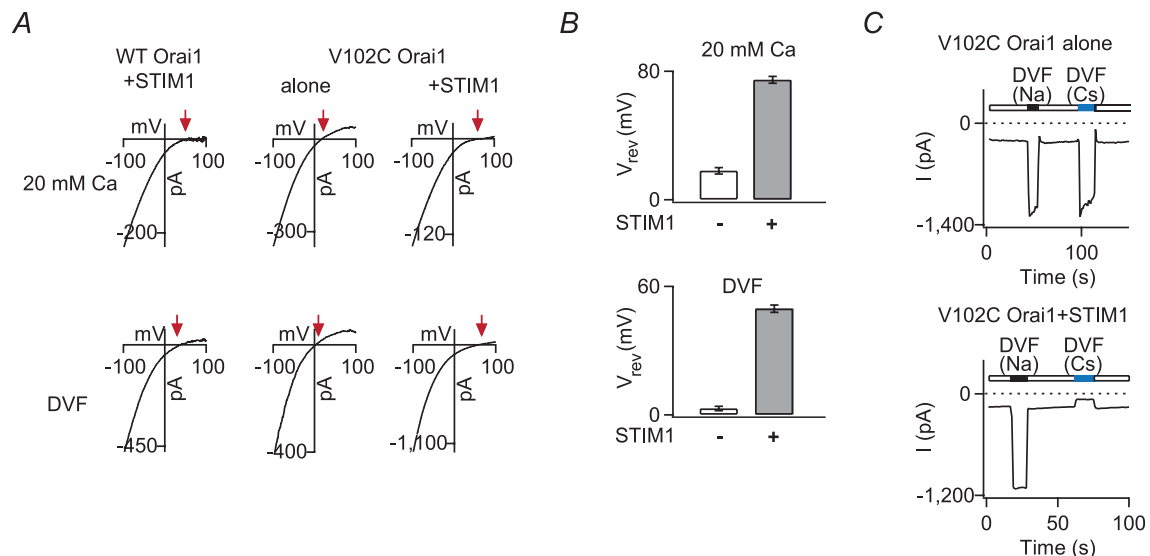 A
WT Orai1
+STIM1
V102C Orai1
alone
+STIM1
mV
mV
mV
-100
100
-100
100
-100
100
20 mM Ca
pA
pA
pA
-200
-300
-120
mV
mV
mV
-100
100
-100
100
-100
100
DVF
pA
pA
pA
-450
-400
-1,100
B
20 mM Ca
80
Vrev (mV)
0
STIM1
-
+
DVF
60
Vrev (mV)
0
STIM1
-
+
C
V102C Orai1 alone
DVF
(Na)
DVF
(Cs)
0
I (pA)
-1,400
0
100
Time (s)
V102C Orai1+STIM1
DVF
(Na)
DVF
(Cs)
0
I (pA)
-1,200
0
50
100
Time (s)